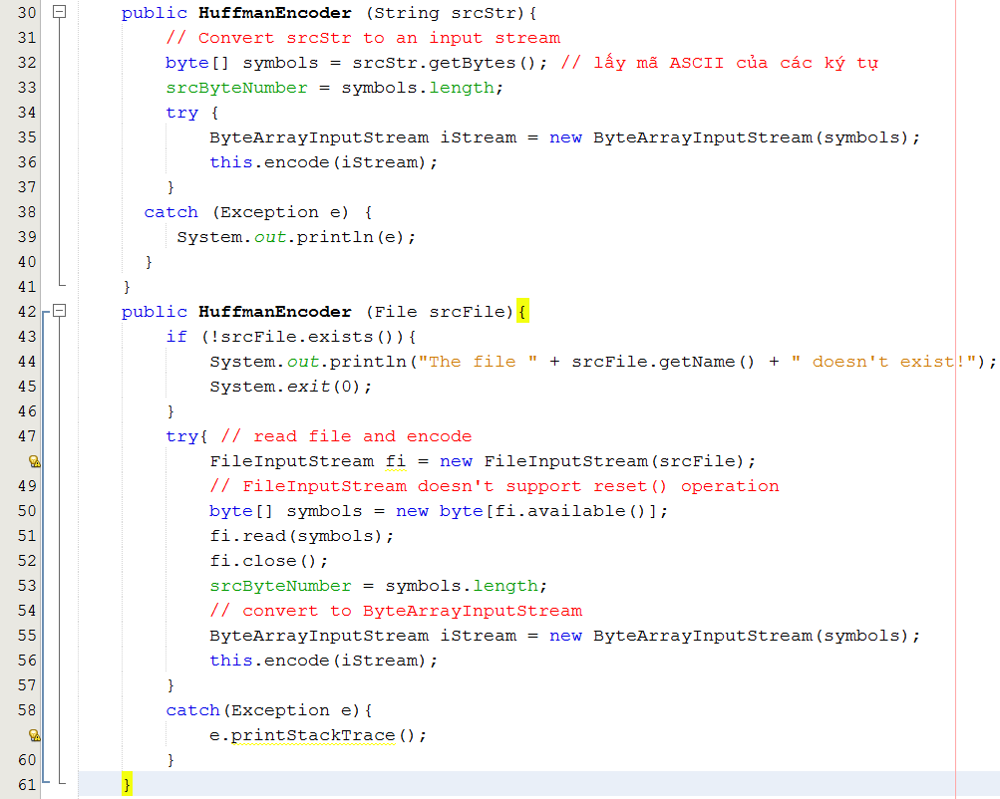 30 public HuffmanEncoder (String srcStr){
31 // Convert srcStr to an input stream
32 byte[] symbols = srcStr.getBytes(); // lấy mã ASCII của các ký tự
33 srcByteNumber = symbols.length;
34 try {
35 ByteArrayInputStream iStream = new ByteArrayInputStream(symbols);
36 this.encode(iStream);
37 }
38 catch (Exception e) {
39 System.out.println(e);
40 }
41 }
42 public HuffmanEncoder (File srcFile){
43 if (!srcFile.exists()){
44 System.out.println("The file " + srcFile.getName() + " doesn't exist!");
45 System.exit(0);
46 }
47 try{ // read file and encode
FileInputStream fi = new FileInputStream(srcFile);
49 // FileInputStream doesn't support reset() operation
50 byte[] symbols = new byte[fi.available()];
51 fi.read(symbols);
52 fi.close();
53 srcByteNumber = symbols.length;
54 // convert to ByteArrayInputStream
55 ByteArrayInputStream iStream = new ByteArrayInputStream(symbols);
56 this.encode(iStream);
57 }
58 catch(Exception e){
e.printStackTrace();
60 }
61 }